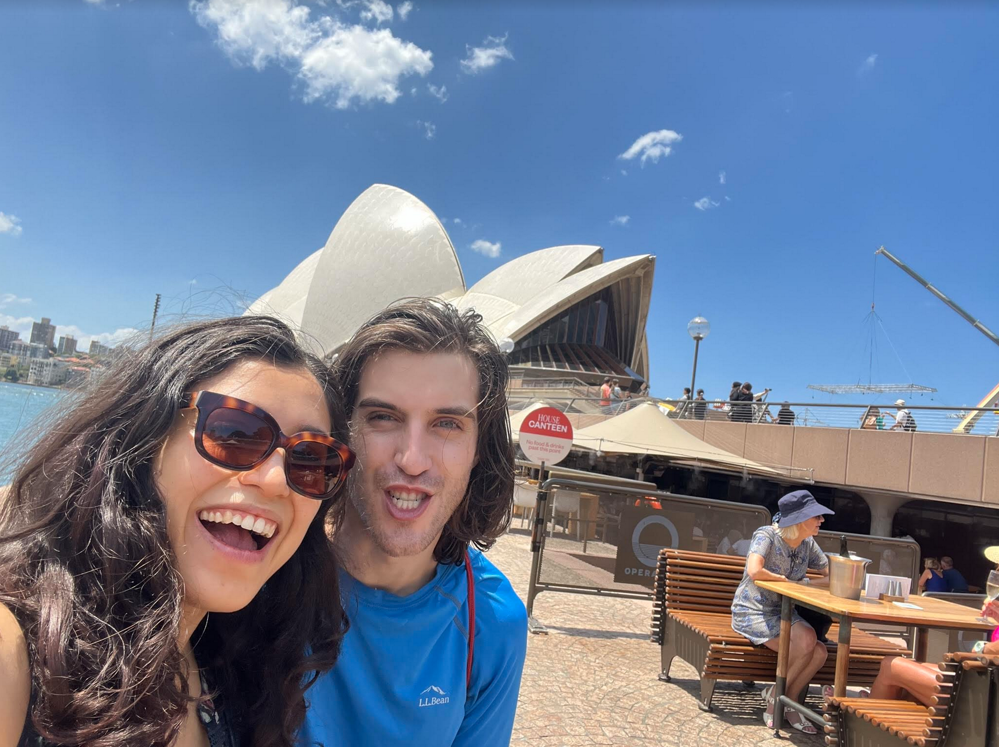 HOUSE
CANTEEN
No food & drinks
past this point
OPERA
L.L.Bean